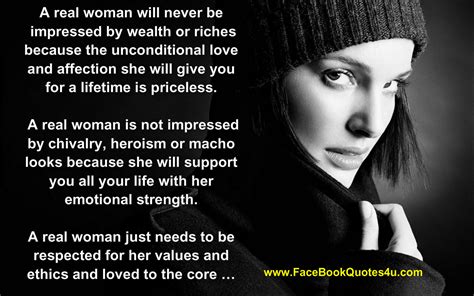 A real woman will never be
impressed by wealth or riches
because the unconditional love
and affection she will give you
for a lifetime is priceless.
A real woman is not impressed
by chivalry, heroism or macho
looks because she will support
you all your life with her
emotional strength.
A real woman just needs to be
respected for her values and
ethics and loved to the core ...
www.FaceBookQuotes4u.com